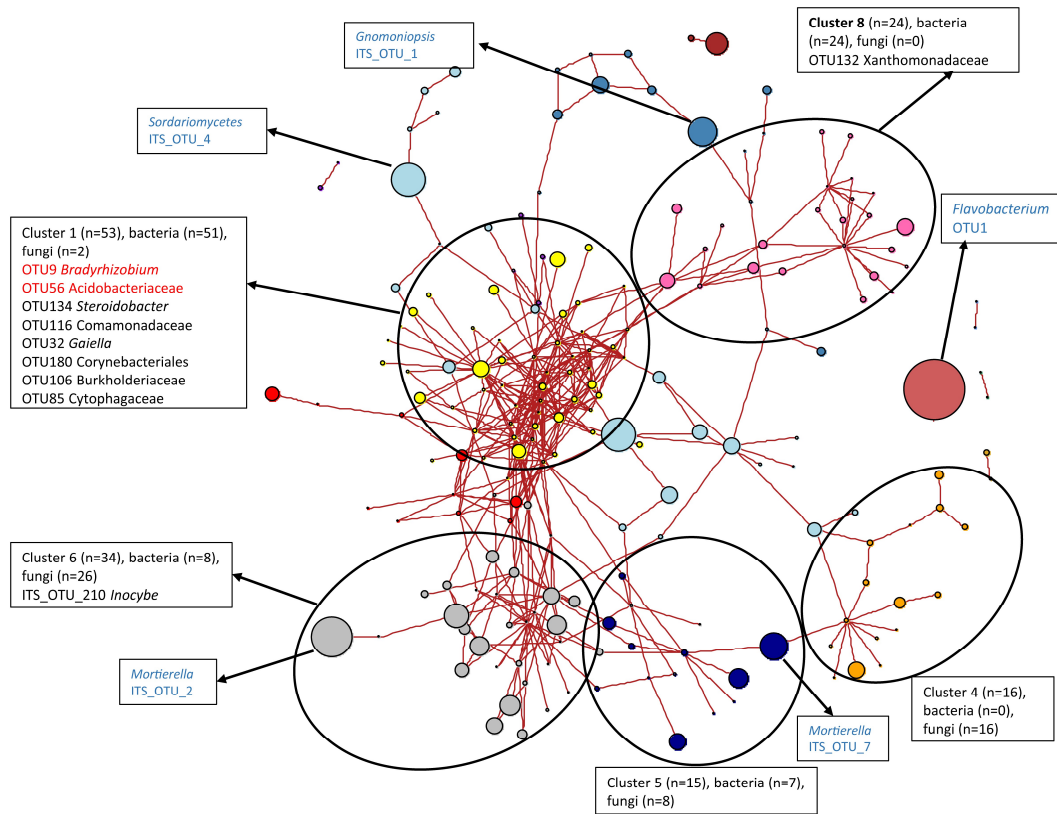 Cluster 8 (n=24), bacteria
(n=24), fungi (n=0)
OTU132 Xanthomonadaceae
Gnomoniopsis
ITS_OTU_1
Sordariomycetes
ITS_OTU_4
Flavobacterium
OTU1
Cluster 1 (n=53), bacteria (n=51),
fungi (n=2)
OTU9 Bradyrhizobium
OTU56 Acidobacteriaceae
OTU134 Steroidobacter
OTU116 Comamonadaceae
OTU32 Gaiella
OTU180 Corynebacteriales
OTU106 Burkholderiaceae
OTU85 Cytophagaceae
Cluster 6 (n=34), bacteria (n=8),
fungi (n=26)
ITS_OTU_210 Inocybe
Mortierella
ITS_OTU_2
Cluster 4 (n=16),
bacteria (n=0),
fungi (n=16)
Mortierella
ITS_OTU_7
Cluster 5 (n=15), bacteria (n=7),
fungi (n=8)